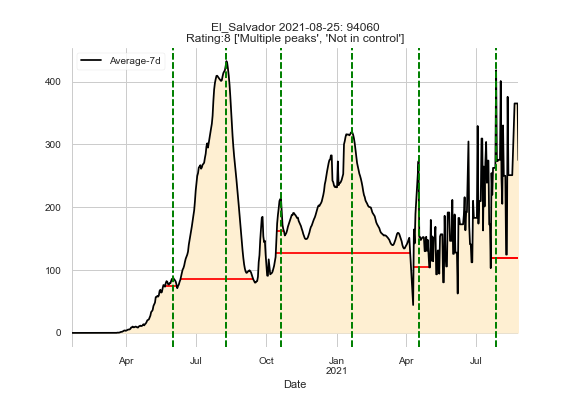 El_Salvador 2021-08-25: 94060
Rating:8 ['Multiple peaks', 'Not in control']
Average-7d
400
300
200
100
0
Apr
Jul
Oct
Jan
2021
Apr
Jul
Date